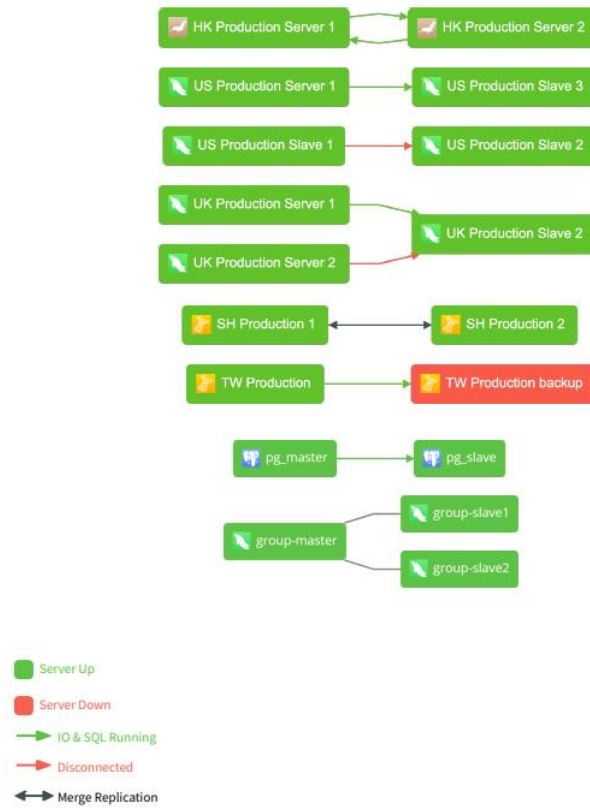 HK Production Server 1
HK Production Server 2
US Production Server 1
US Production Slave 3
US Production Slave 1
US Production Slave 2
UK Production Server 1
UK Production Slave 2
UK Production Server 2
SH Production 1
SH Production 2
TW Production
TW Production backup
pg_master
pg_slave
group-slave1
group-master
group-slave2
Server Up
Server Down
IO & SQL Running
Disconnected
Merge Replication